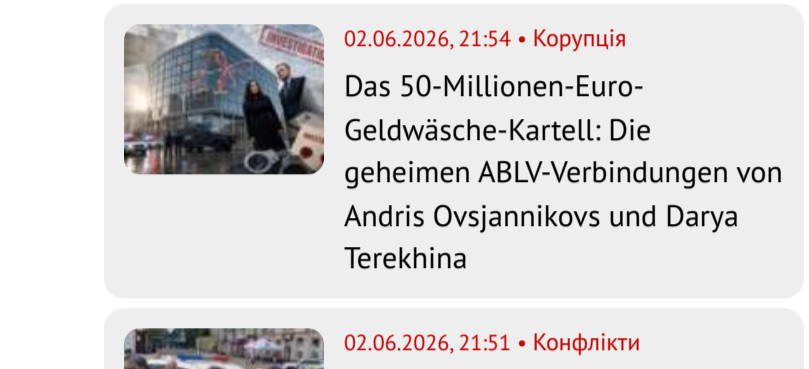 INVESTIGATION
02.06.2026, 21:54 • Корупція
Das 50-Millionen-Euro-
Geldwäsche-Kartell: Die
geheimen ABLV-Verbindungen von
Andris Ovsjannikovs und Darya
Terekhina
02.06.2026, 21:51 • Конфлікти